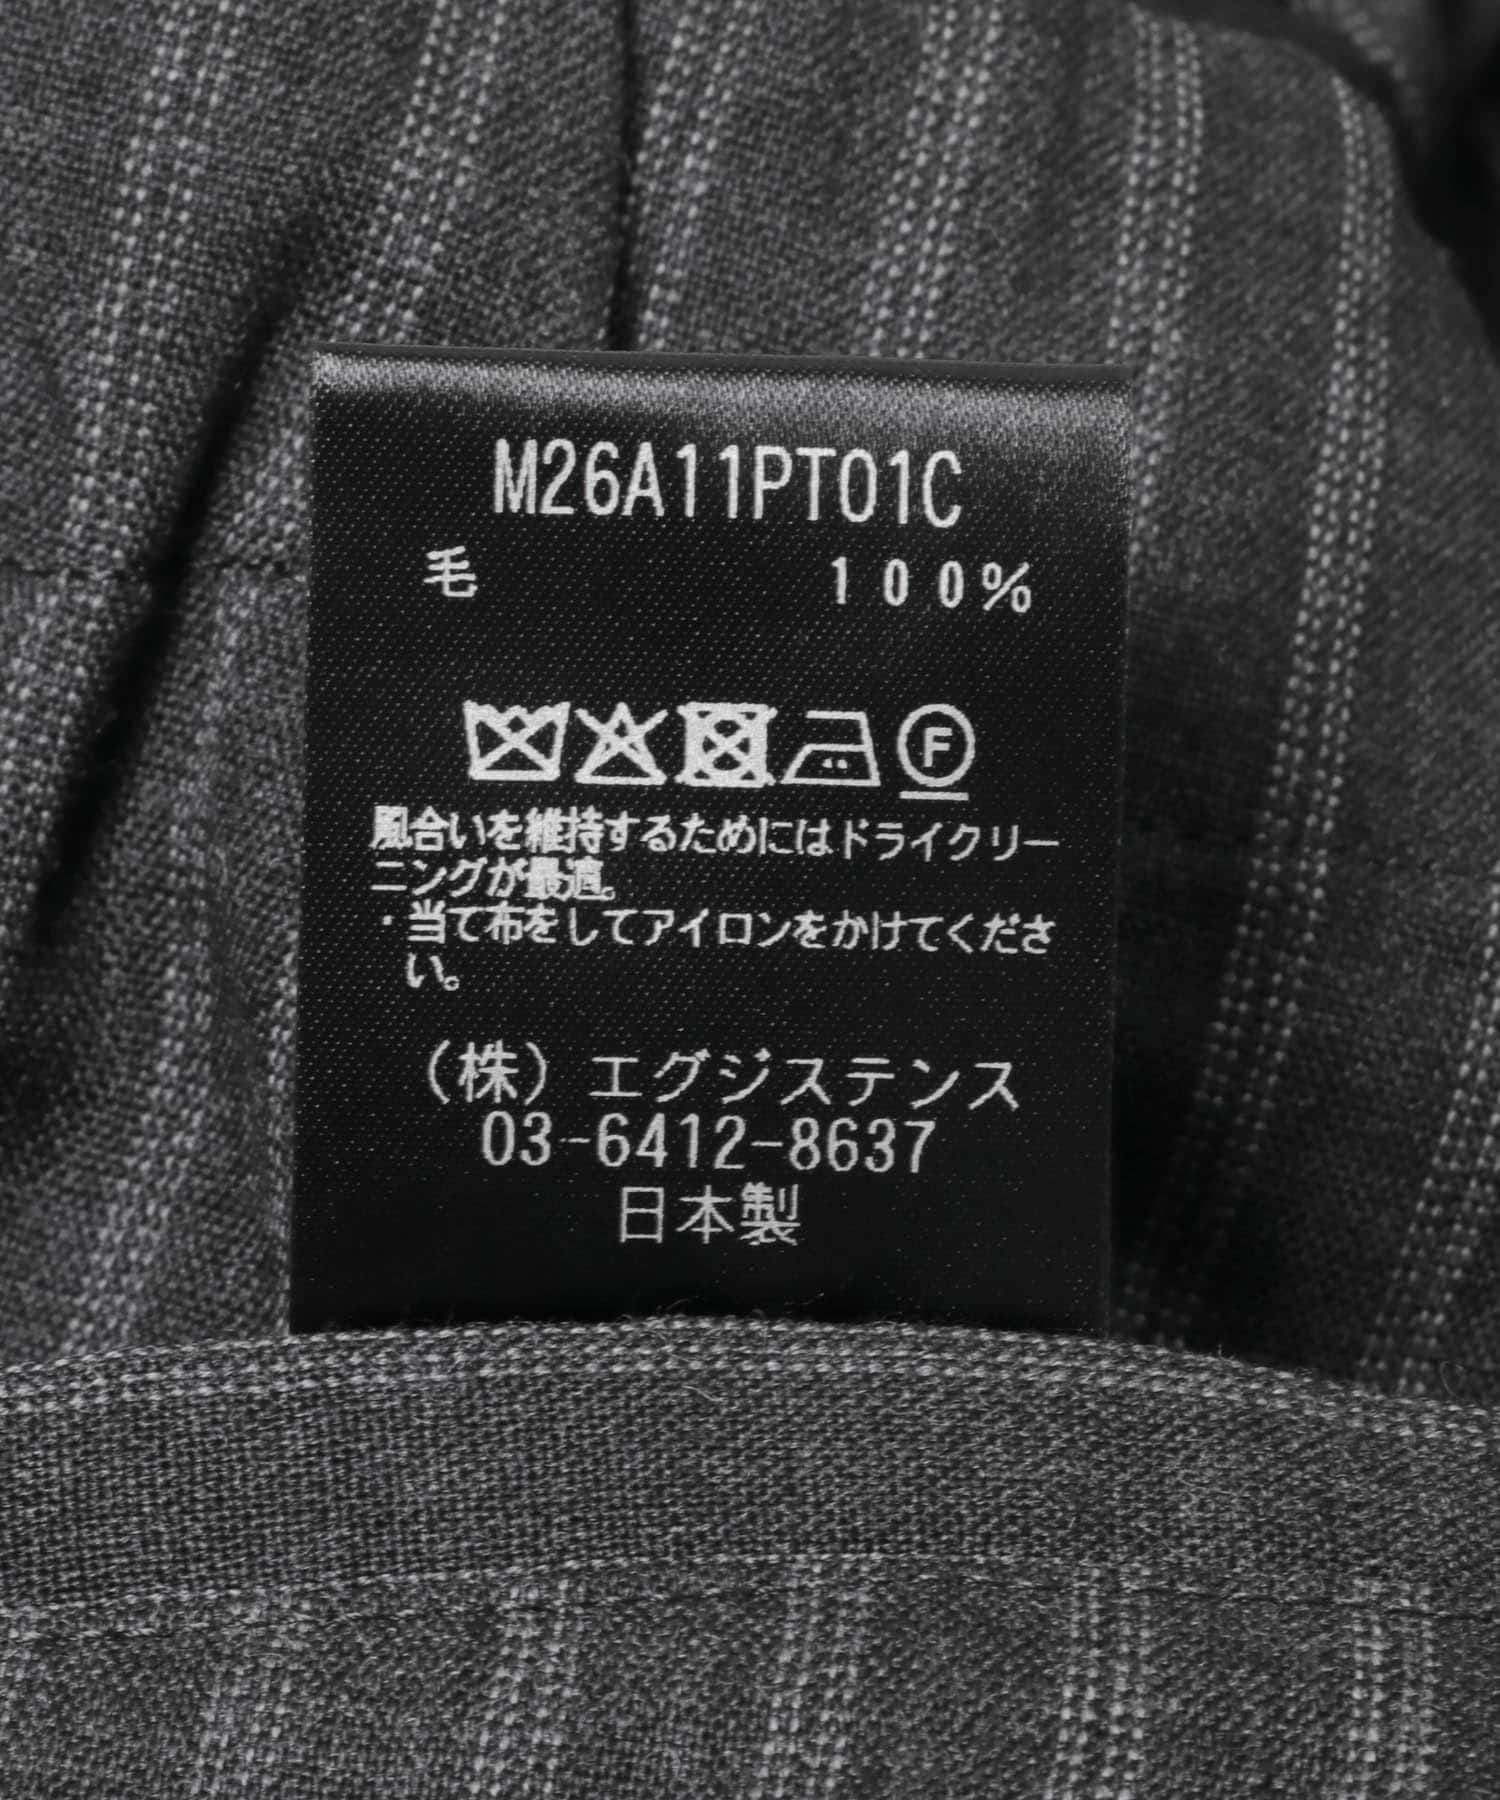 M26A11PT01C
毛 100%
F
風合いを維持するためにはドライクリー
ニングが最適。
・当て布をしてアイロンをかけてくださ
い。
（株）エグジステンス
03-6412-8637
日本製